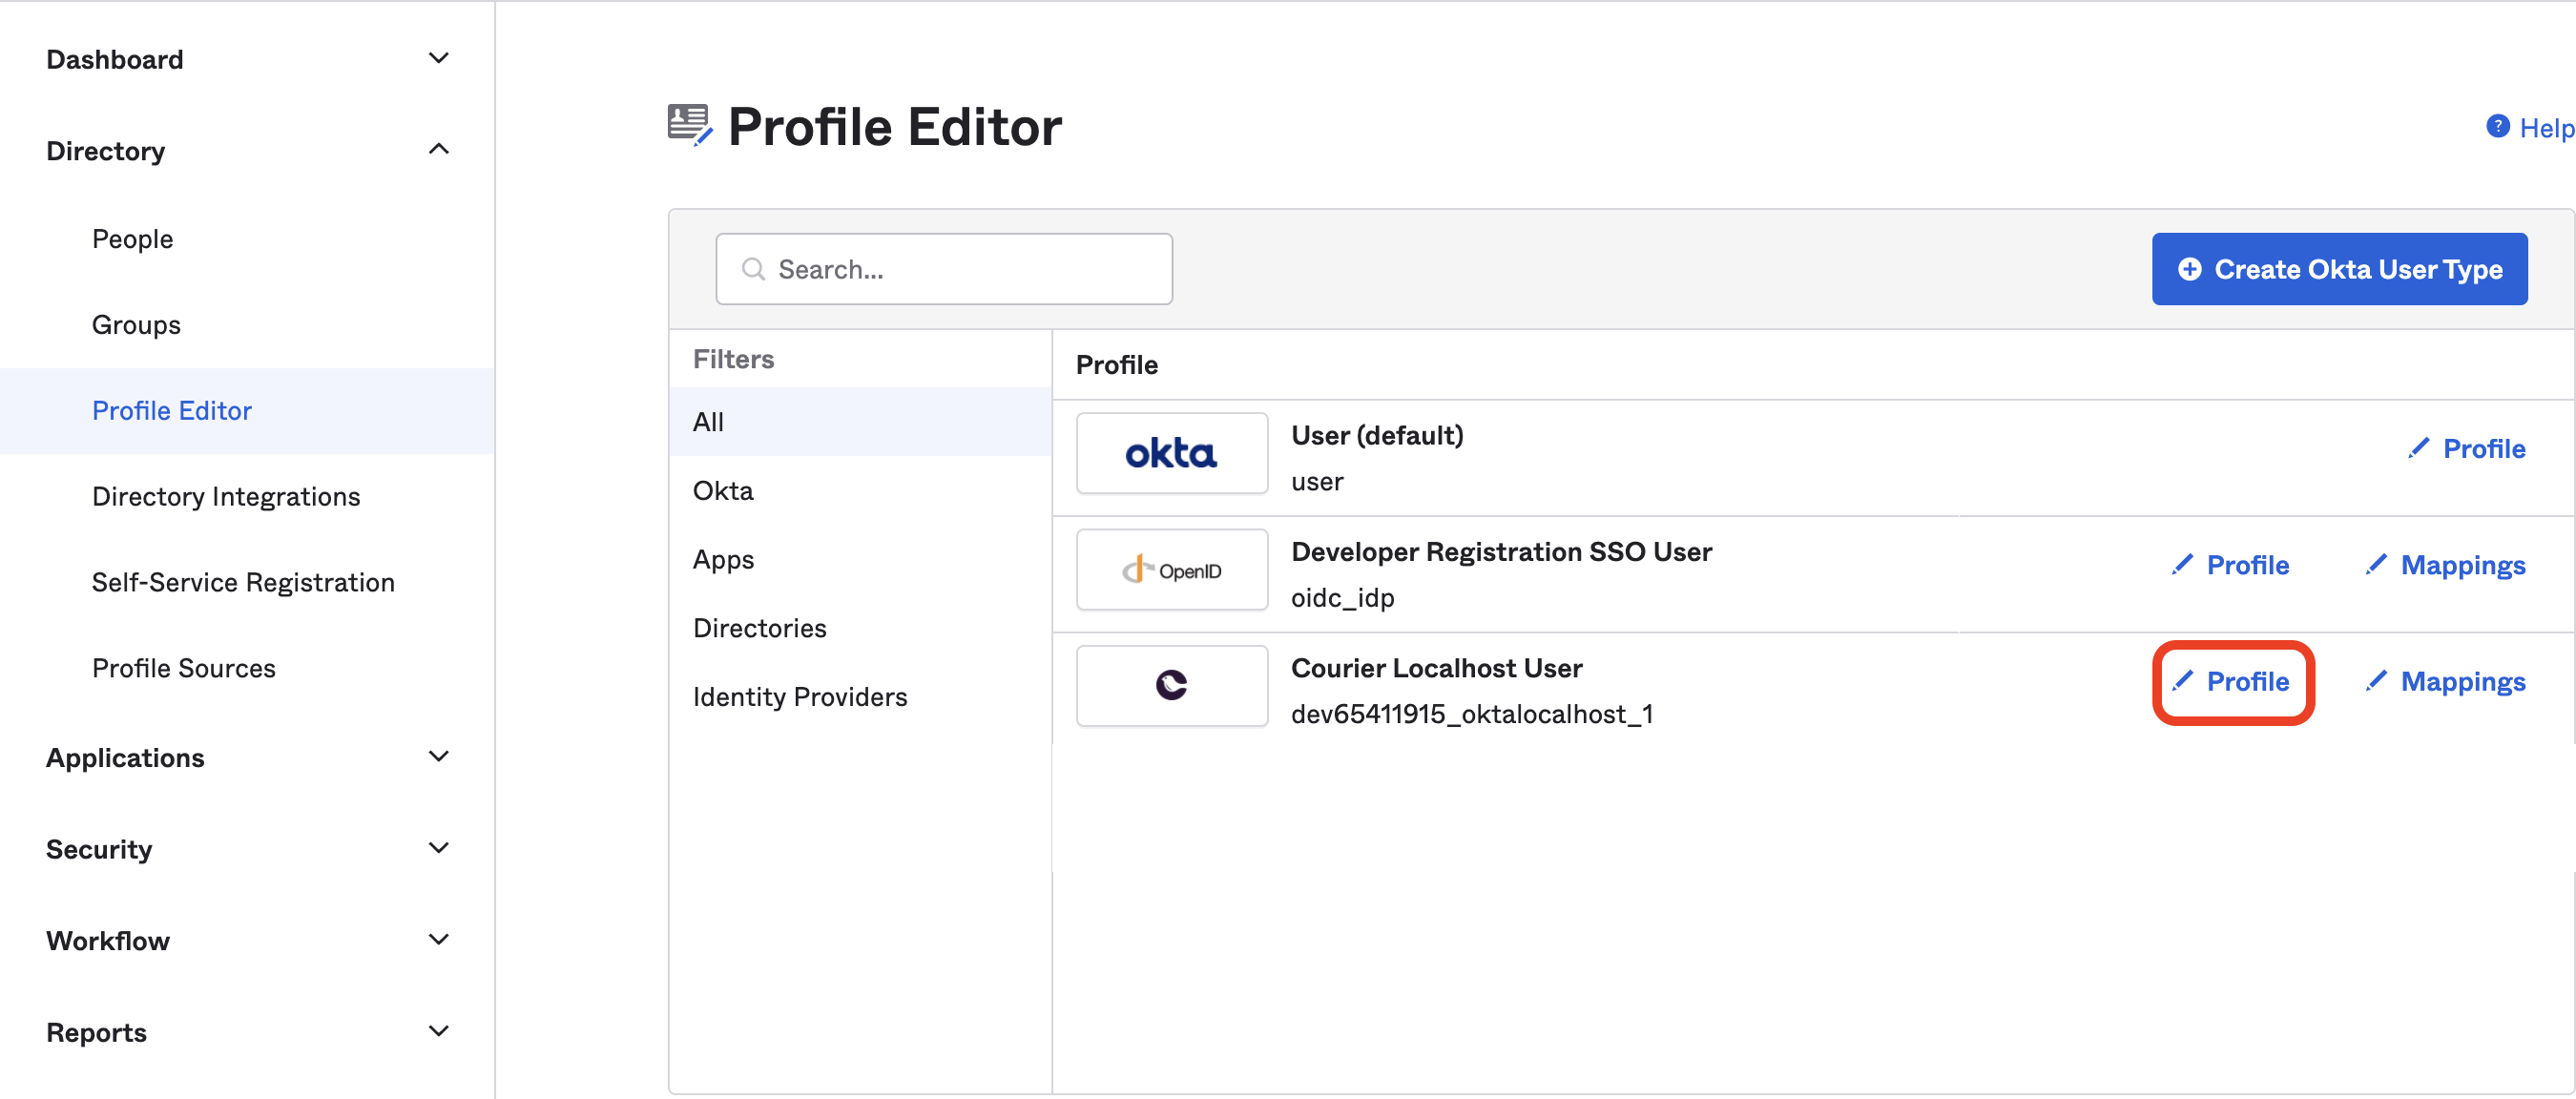 Dashboard
Directory
People
Groups
Profile Editor
Directory Integrations
Self-Service Registration
Profile Sources
Applications
Security
Workflow
Reports
Profile Editor
? Help
Search...
Create Okta User Type
Filters
All
Okta
Apps
Directories
Identity Providers
Profile
okta
User (default)
user
Profile
OpenID
Developer Registration SSO User
oidc_idp
Profile
Mappings
Courier Localhost User
dev65411915_oktalocalhost_1
Profile
Mappings